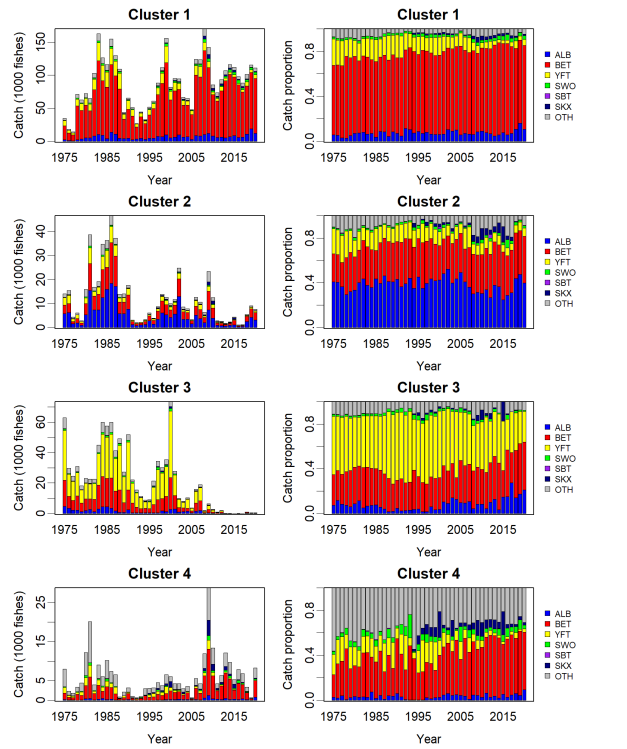 Cluster 1
Catch (1000 fishes)
150
100
50
0
1975 1985 1995 2005 2015
Year
Cluster 1
Catch proportion
0.8
0.4
0.0
1975 1985 1995 2005 2015
Year
ALB
BET
YFT
SWO
SBT
SKX
OTH
Cluster 2
Catch (1000 fishes)
40
30
20
10
0
1975 1985 1995 2005 2015
Year
Cluster 2
Catch proportion
0.8
0.4
0.0
1975 1985 1995 2005 2015
Year
ALB
BET
YFT
SWO
SBT
SKX
OTH
Cluster 3
Catch (1000 fishes)
60
40
20
0
1975 1985 1995 2005 2015
Year
Cluster 3
Catch proportion
0.8
0.4
0.0
1975 1985 1995 2005 2015
Year
ALB
BET
YFT
SWO
SBT
SKX
OTH
Cluster 4
Catch (1000 fishes)
25
15
5
0
1975 1985 1995 2005 2015
Year
Cluster 4
Catch proportion
0.8
0.4
0.0
1975 1985 1995 2005 2015
Year
ALB
BET
YFT
SWO
SBT
SKX
OTH